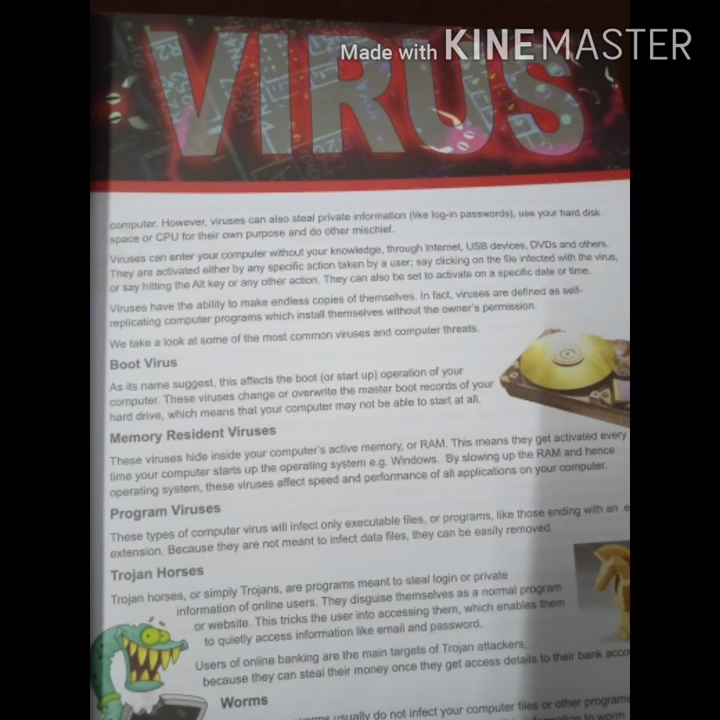 Made with KINEMASTER
VIRUS
computer. However, viruses can also steal private information (like log-in passwords), use your hard disk
space or CPU for their own purpose and do other mischief.
Viruses can enter your computer without your knowledge, through Internet, USB devices, DVDs and others.
They are activated either by any specific action taken by a user; say clicking on the file infected with the virus,
or say hitting the Alt key or any other action. They can also be set to activate on a specific date or time.
Viruses have the ability to make endless copies of themselves. In fact, viruses are defined as self-
replicating computer programs which install themselves without the owner's permission.
We take a look at some of the most common viruses and computer threats.
Boot Virus
As its name suggest, this affects the boot (or start up) operation of your
computer. These viruses change or overwrite the master boot records of your
hard drive, which means that your computer may not be able to start at all.
Memory Resident Viruses
These viruses hide inside your computer's active memory, or RAM. This means they get activated every
time your computer starts up the operating system e.g. Windows. By slowing up the RAM and hence
operating system, these viruses affect speed and performance of all applications on your computer.
Program Viruses
These types of computer virus will infect only executable files, or programs, like those ending with an .e
extension. Because they are not meant to infect data files, they can be easily removed.
Trojan Horses
Trojan horses, or simply Trojans, are programs meant to steal login or private
information of online users. They disguise themselves as a normal program
or website. This tricks the user into accessing them, which enables them
to quietly access information like email and password.
Users of online banking are the main targets of Trojan attackers,
because they can steal their money once they get access details to their bank acco
Worms
worms usually do not infect your computer files or other programs